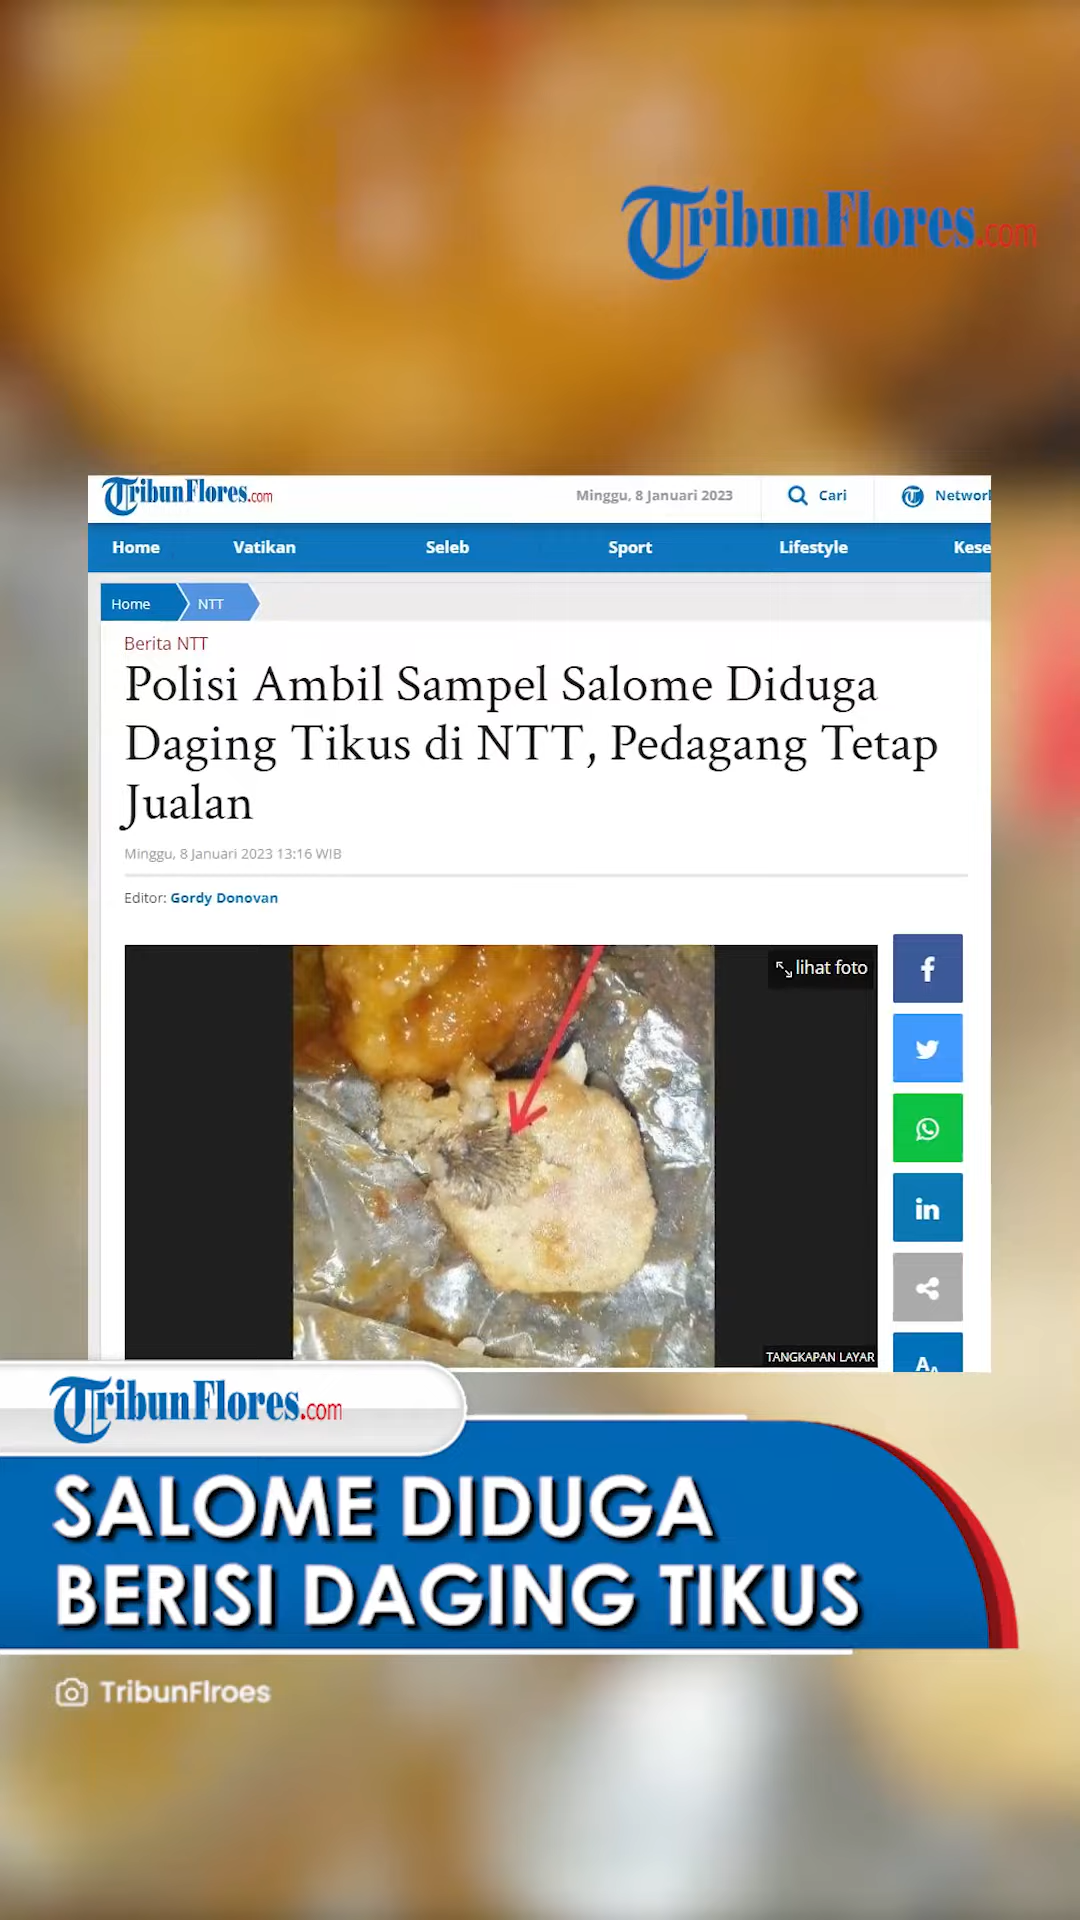 TribunFlores.com
TribunFlores.com
Minggu, 8 Januari 2023
Cari
Home
Vatikan
Seleb
Sport
Lifestyle
Home
NTT
Berita NTT
Polisi Ambil Sampel Salome Diduga
Daging Tikus di NTT, Pedagang Tetap
Jualan
Minggu, 8 Januari 2023 13:16 WIB
Editor: Gordy Donovan
lihat foto
TANGKAPAN LAYAR
TribunFlores.com
SALOME DIDUGA
BERISI DAGING TIKUS
TribunFlroes